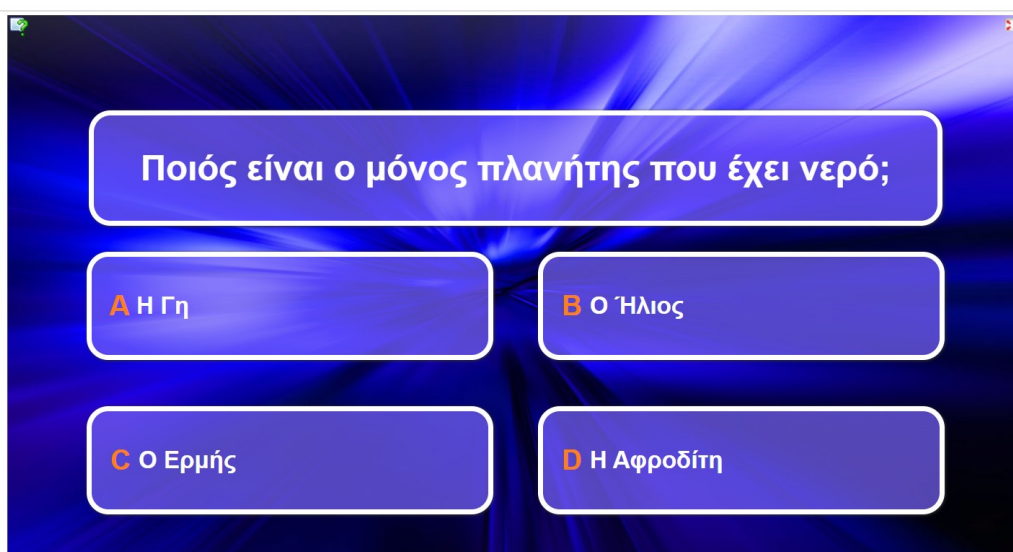 Ποιός είναι ο μόνος πλανήτης που έχει νερό;
A Η Γη
B Ο Ήλιος
C Ο Ερμής
D Η Αφροδίτη